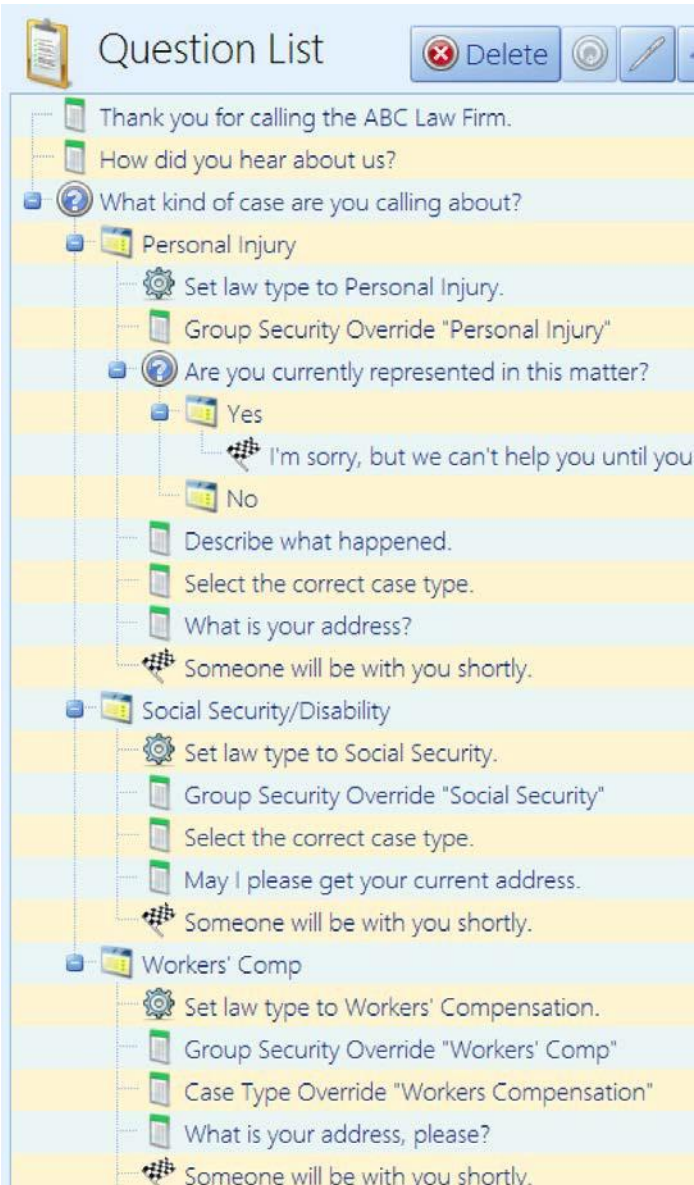 Question List
Delete
Thank you for calling the ABC Law Firm.
How did you hear about us?
What kind of case are you calling about?
Personal Injury
Set law type to Personal Injury.
Group Security Override "Personal Injury"
Are you currently represented in this matter?
Yes
I'm sorry, but we can't help you until you
No
Describe what happened.
Select the correct case type.
What is your address?
Someone will be with you shortly.
Social Security/Disability
Set law type to Social Security.
Group Security Override "Social Security"
Select the correct case type.
May I please get your current address.
Someone will be with you shortly.
Workers' Comp
Set law type to Workers' Compensation.
Group Security Override "Workers' Comp"
Case Type Override "Workers Compensation"
What is your address, please?
Someone will be with you shortly.